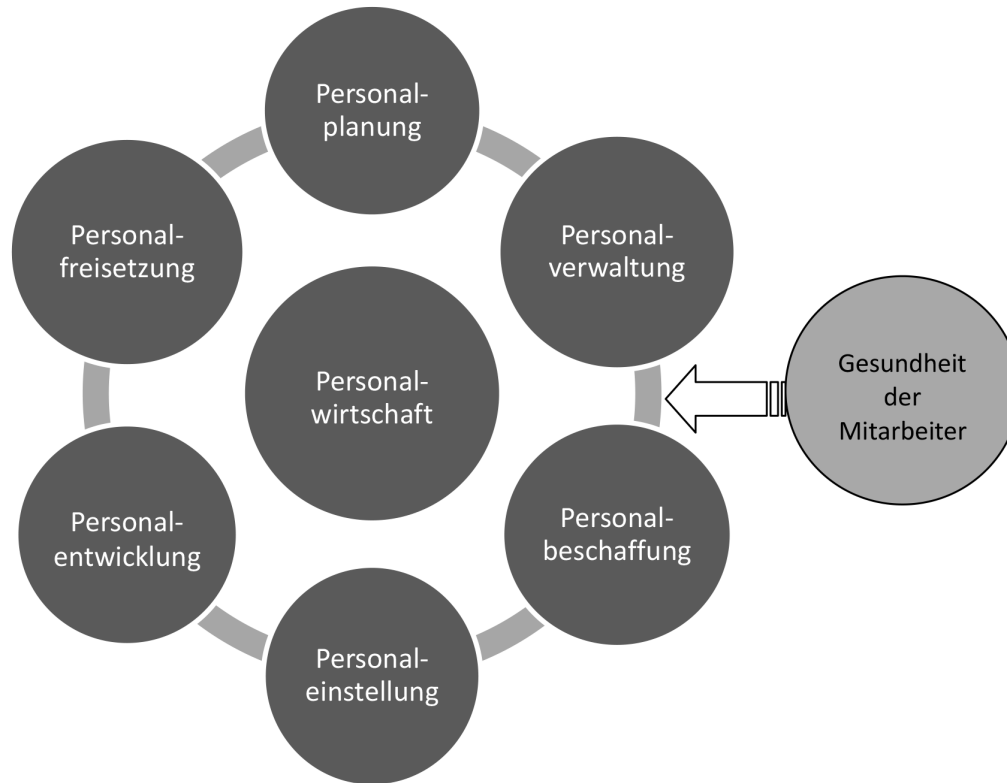 Personal-
planung
Personal-
verwaltung
Personal-
beschaffung
Personal-
einstellung
Personal-
entwicklung
Personal-
freisetzung
Personal-
wirtschaft
Gesundheit
der
Mitarbeiter